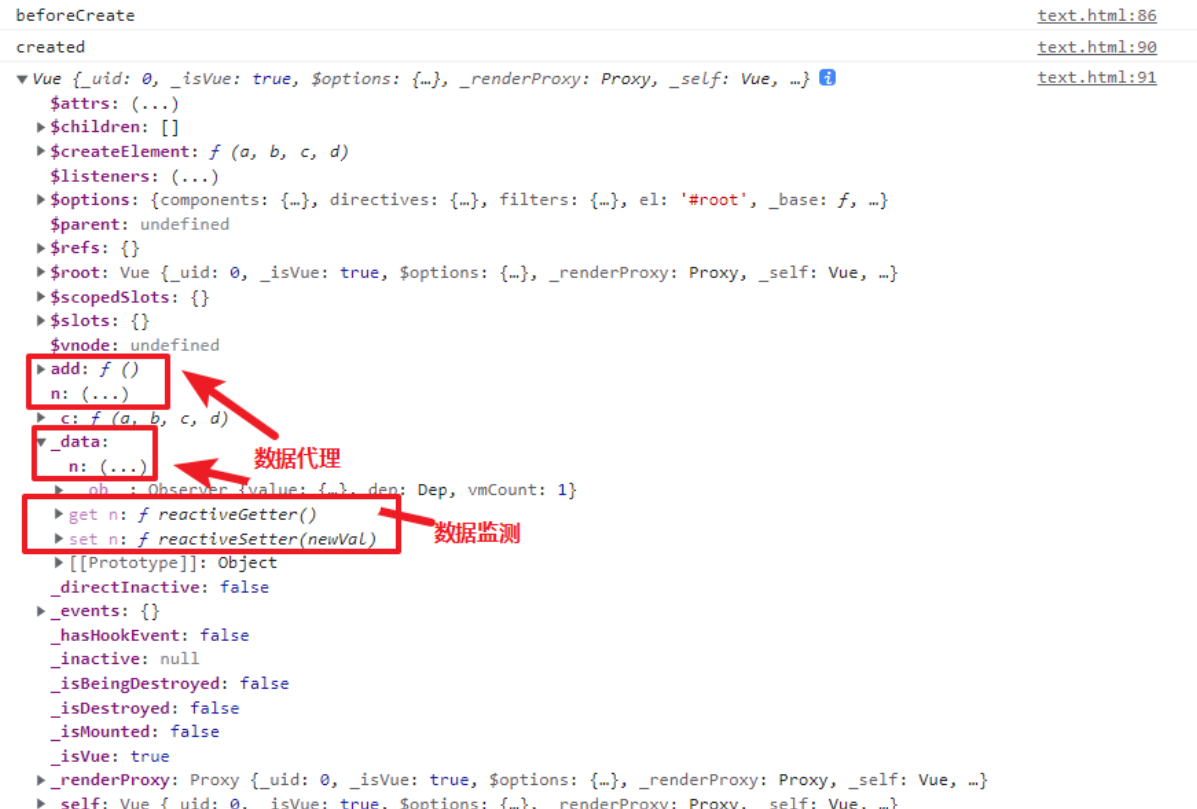 beforeCreate text.html:86
created text.html:90
▼Vue {_uid: 0, _isVue: true, $options: {…}, _renderProxy: Proxy, _self: Vue, …} i text.html:91
$attrs: (...)
▶$children: []
▶$createElement: ƒ (a, b, c, d)
$listeners: (...)
▶$options: {components: {…}, directives: {…}, filters: {…}, el: '#root', _base: ƒ, …}
$parent: undefined
▶$refs: {}
▶$root: Vue {_uid: 0, _isVue: true, $options: {…}, _renderProxy: Proxy, _self: Vue, …}
▶$scopedSlots: {}
▶$slots: {}
$vnode: undefined
▶add: ƒ ()
n: (...)
▶_c: ƒ (a, b, c, d)
▼_data:
数据代理
n: (...)
▶__ob__: Observer {value: {…}, dep: Dep, vmCount: 1}
▶get n: ƒ reactiveGetter()
数据监测
▶set n: ƒ reactiveSetter(newVal)
▶[[Prototype]]: Object
_directInactive: false
▶_events: {}
_hasHookEvent: false
_inactive: null
_isBeingDestroyed: false
_isDestroyed: false
_isMounted: false
_isVue: true
▶_renderProxy: Proxy {_uid: 0, _isVue: true, $options: {…}, _renderProxy: Proxy, _self: Vue, …}
▶_self: Vue {_uid: 0, _isVue: true, $options: {…}, _renderProxy: Proxy, _self: Vue, …}